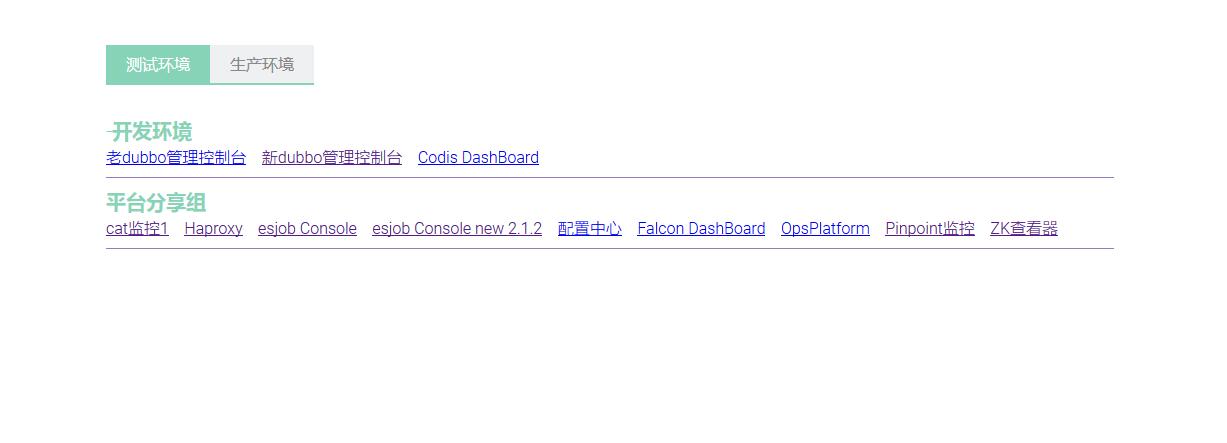 测试环境 生产环境
-开发环境
老dubbo管理控制台 新dubbo管理控制台 Codis DashBoard
平台分享组
cat监控1 Haproxy esjob Console esjob Console new 2.1.2 配置中心 Falcon DashBoard OpsPlatform Pinpoint监控 ZK查看器